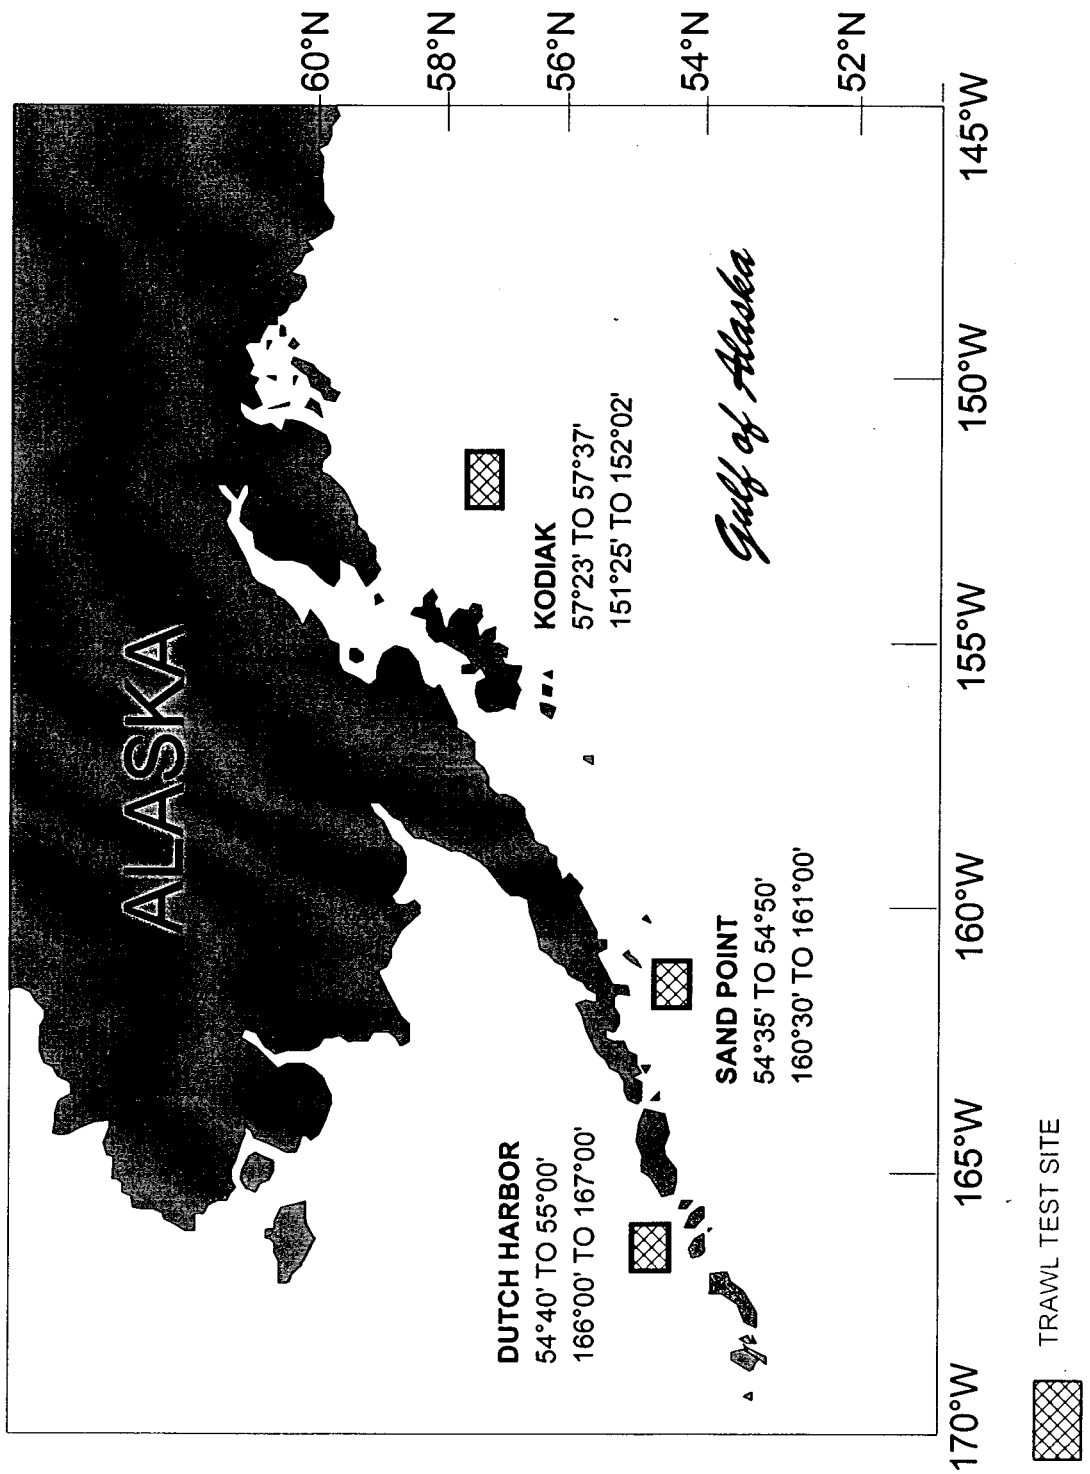 ALASKA
60°N
58°N
56°N
54°N
52°N
DUTCH HARBOR
54°40' TO 55°00'
166°00' TO 167°00'
KODIAK
57°23' TO 57°37'
151°25' TO 152°02'
SAND POINT
54°35' TO 54°50'
160°30' TO 161°00'
Gulf of Alaska
170°W
165°W
160°W
155°W
150°W
145°W
TRAWL TEST SITE